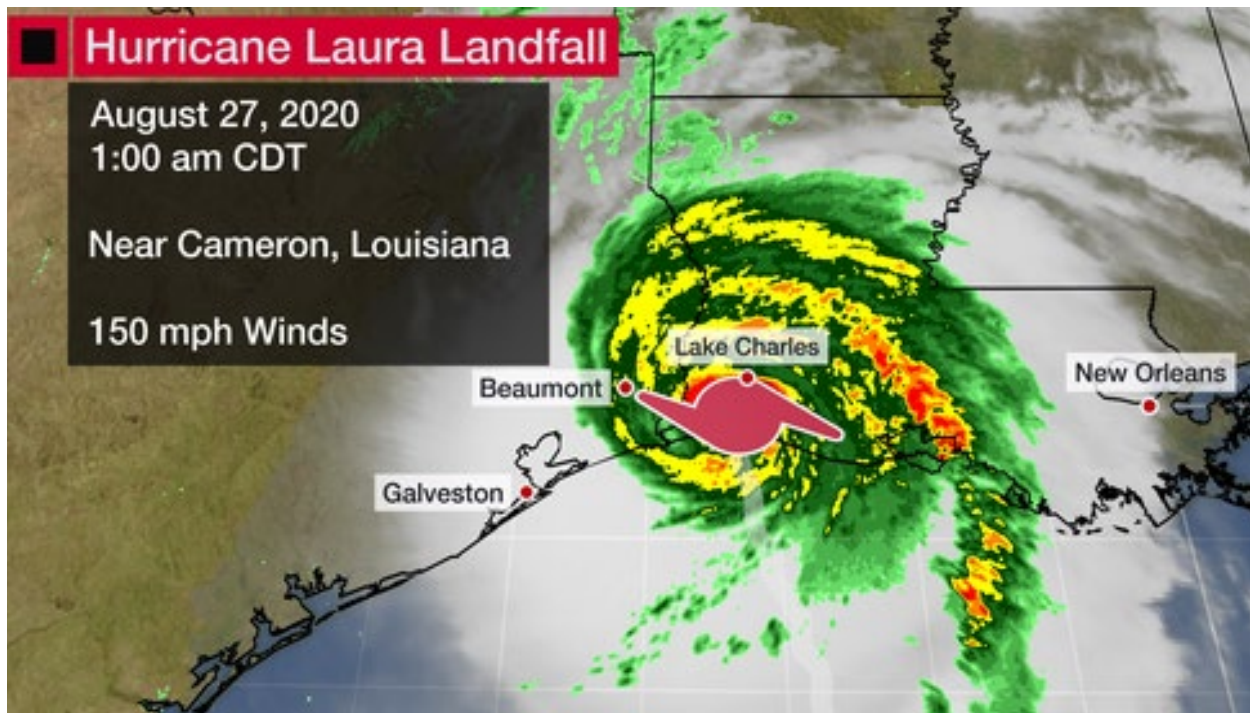 Hurricane Laura Landfall
August 27, 2020
1:00 am CDT
Near Cameron, Louisiana
150 mph Winds
Lake Charles
Beaumont
New Orleans
Galveston